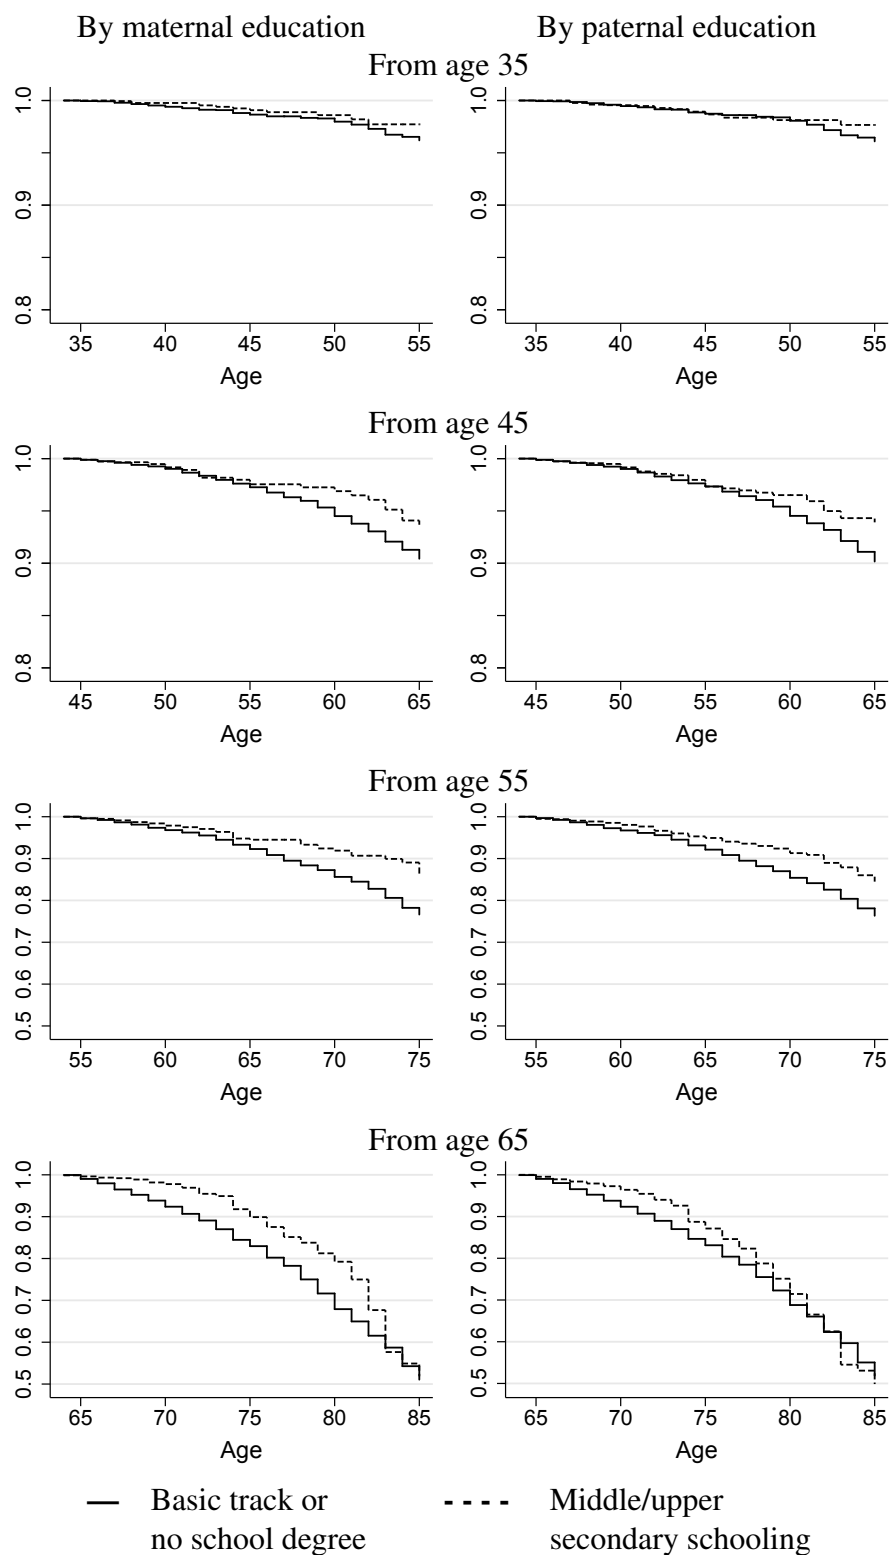 By maternal education By paternal education
From age 35
1.0 0.9 0.8
35 40 45 50 55
Age
1.0 0.9 0.8
35 40 45 50 55
Age
From age 45
1.0 0.9 0.8
45 50 55 60 65
Age
1.0 0.9 0.8
45 50 55 60 65
Age
From age 55
1.0 0.9 0.8 0.7 0.6 0.5
55 60 65 70 75
Age
1.0 0.9 0.8 0.7 0.6 0.5
55 60 65 70 75
Age
From age 65
1.0 0.9 0.8 0.7 0.6 0.5
65 70 75 80 85
Age
1.0 0.9 0.8 0.7 0.6 0.5
65 70 75 80 85
Age
Basic track or
no school degree
Middle/upper
secondary schooling